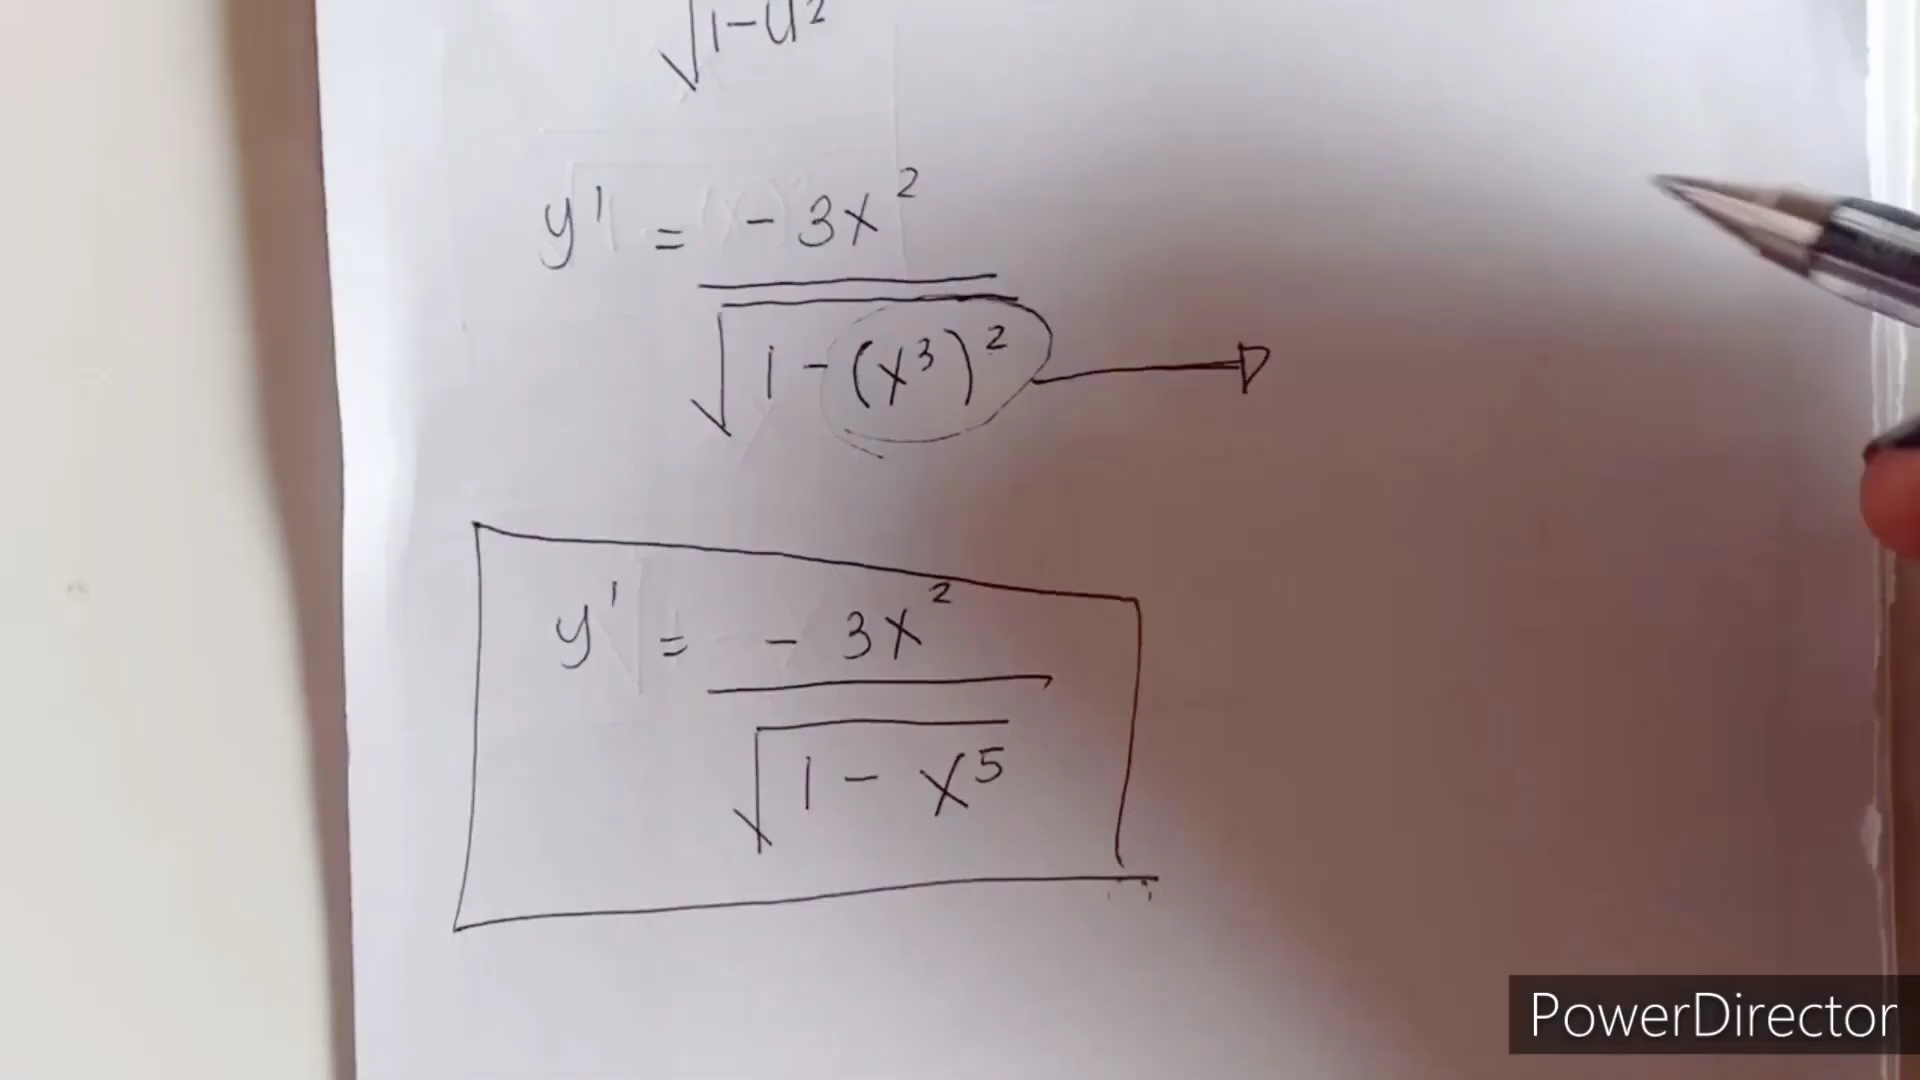 √1-u²
y' = - 3x² / √1 - (x³)²
y' = - 3x² / √1 - x⁵
PowerDirector